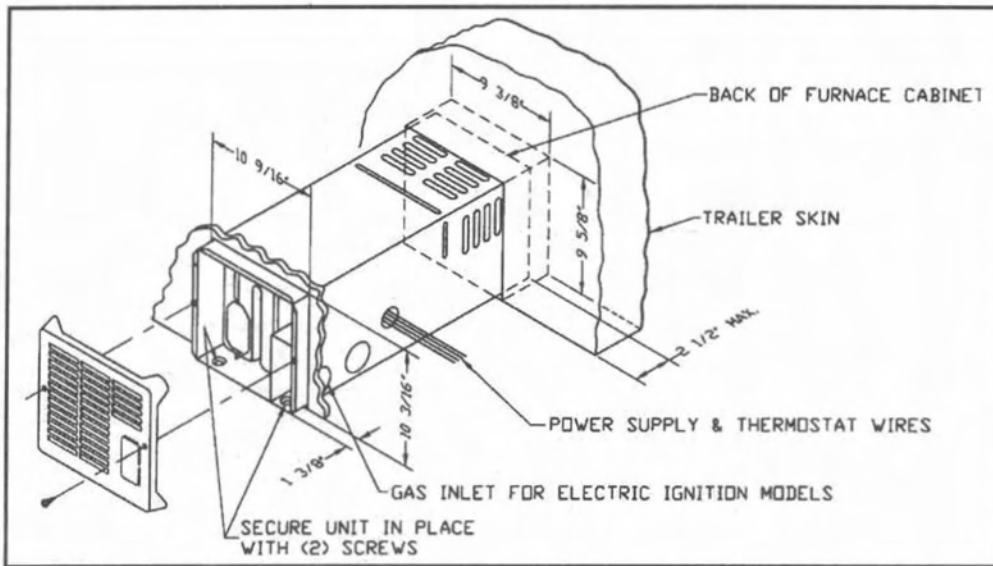 9 3/8"
BACK OF FURNACE CABINET
10 9/16"
TRAILER SKIN
9 5/8"
2 1/2" MAX.
10 3/16"
POWER SUPPLY & THERMOSTAT WIRES
1 3/8"
GAS INLET FOR ELECTRIC IGNITION MODELS
SECURE UNIT IN PLACE
WITH (2) SCREWS